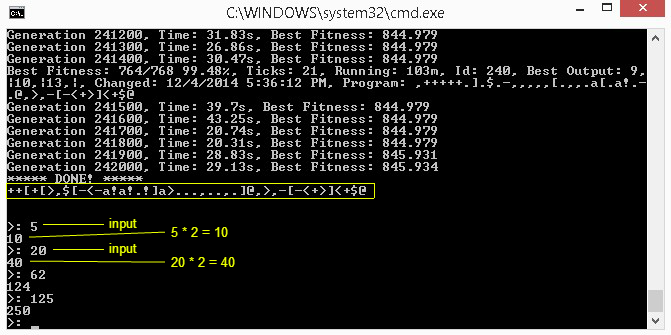 C:\WINDOWS\system32\cmd.exe
Generation 241200, Time: 31.83s, Best Fitness: 844.979
Generation 241300, Time: 26.86s, Best Fitness: 844.979
Generation 241400, Time: 30.47s, Best Fitness: 844.979
Best Fitness: 764/768 99.48%, Ticks: 21, Running: 103m, Id: 240, Best Output: 9,
¦10,¦13,¦, Changed: 12/4/2014 5:36:12 PM, Program: ,+++++.].$.-,,,,,[.,,.a[.a!.-
.@,>,-[-<+>]<+$@
Generation 241500, Time: 39.7s, Best Fitness: 844.979
Generation 241600, Time: 43.25s, Best Fitness: 844.979
Generation 241700, Time: 20.74s, Best Fitness: 844.979
Generation 241800, Time: 20.31s, Best Fitness: 844.979
Generation 241900, Time: 28.83s, Best Fitness: 845.931
Generation 242000, Time: 29.13s, Best Fitness: 845.934
***** DONE! *****
++[+[>,$[-<-a!a!.!]a>...,..,.]@,>,-[-<+>]<+$@
>: 5 input
10 5 * 2 = 10
>: 20 input
40 20 * 2 = 40
>: 62
124
>: 125
250
>: _